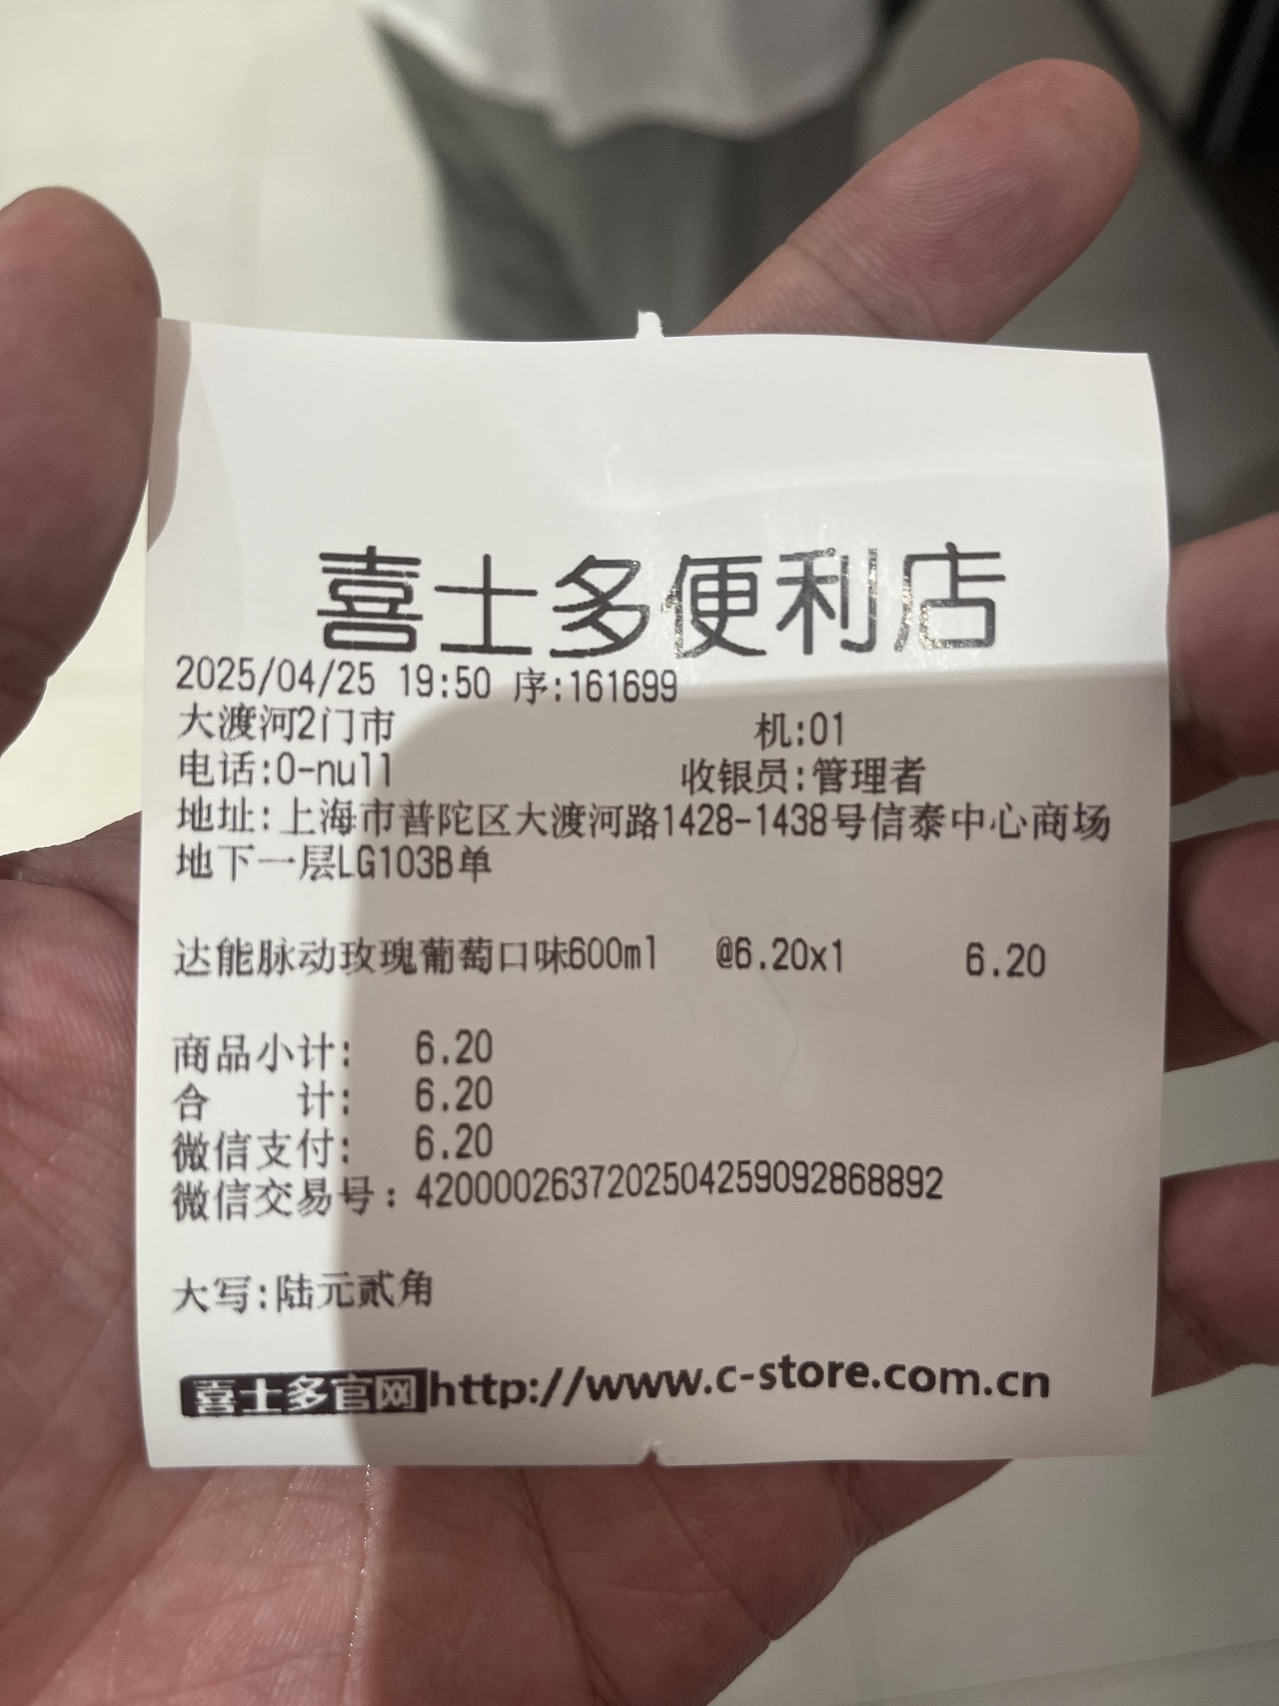 喜士多便利店
2025/04/25 19:50 序:161699
大渡河2门市 机:01
电话:0-null 收银员:管理者
地址:上海市普陀区大渡河路1428-1438号信泰中心商场
地下一层LG103B单
达能脉动玫瑰葡萄口味600ml @6.20x1 6.20
商品小计: 6.20
合 计: 6.20
微信支付: 6.20
微信交易号:4200002637202504259092868892
大写:陆元贰角
喜士多官网http://www.c-store.com.cn